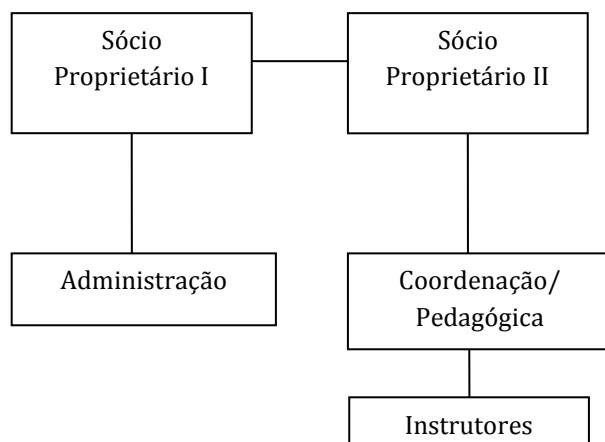 Sócio
Proprietário I
Sócio
Proprietário II
Administração
Coordenação/
Pedagógica
Instrutores